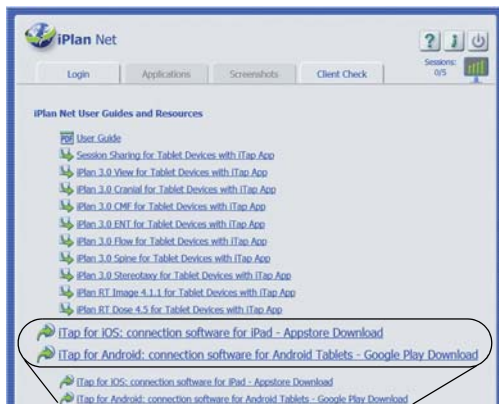 iPlan Net
? i
Sessions:
0/5
Login Applications Screenshots Client Check
iPlan Net User Guides and Resources
PDF User Guide
Session Sharing for Tablet Devices with iTap App
iPlan 3.0 View for Tablet Devices with iTap App
iPlan 3.0 Cranial for Tablet Devices with iTap App
iPlan 3.0 CMF for Tablet Devices with iTap App
iPlan 3.0 ENT for Tablet Devices with iTap App
iPlan 3.0 Flow for Tablet Devices with iTap App
iPlan 3.0 Spine for Tablet Devices with iTap App
iPlan 3.0 Stereotaxy for Tablet Devices with iTap App
iPlan RT Image 4.1.1 for Tablet Devices with iTap App
iPlan RT Dose 4.5 for Tablet Devices with iTap App
iTap for iOS: connection software for iPad - Appstore Download
iTap for Android: connection software for Android Tablets - Google Play Download
iTap for iOS: connection software for iPad - Appstore Download
iTap for Android: connection software for Android Tablets - Google Play Download